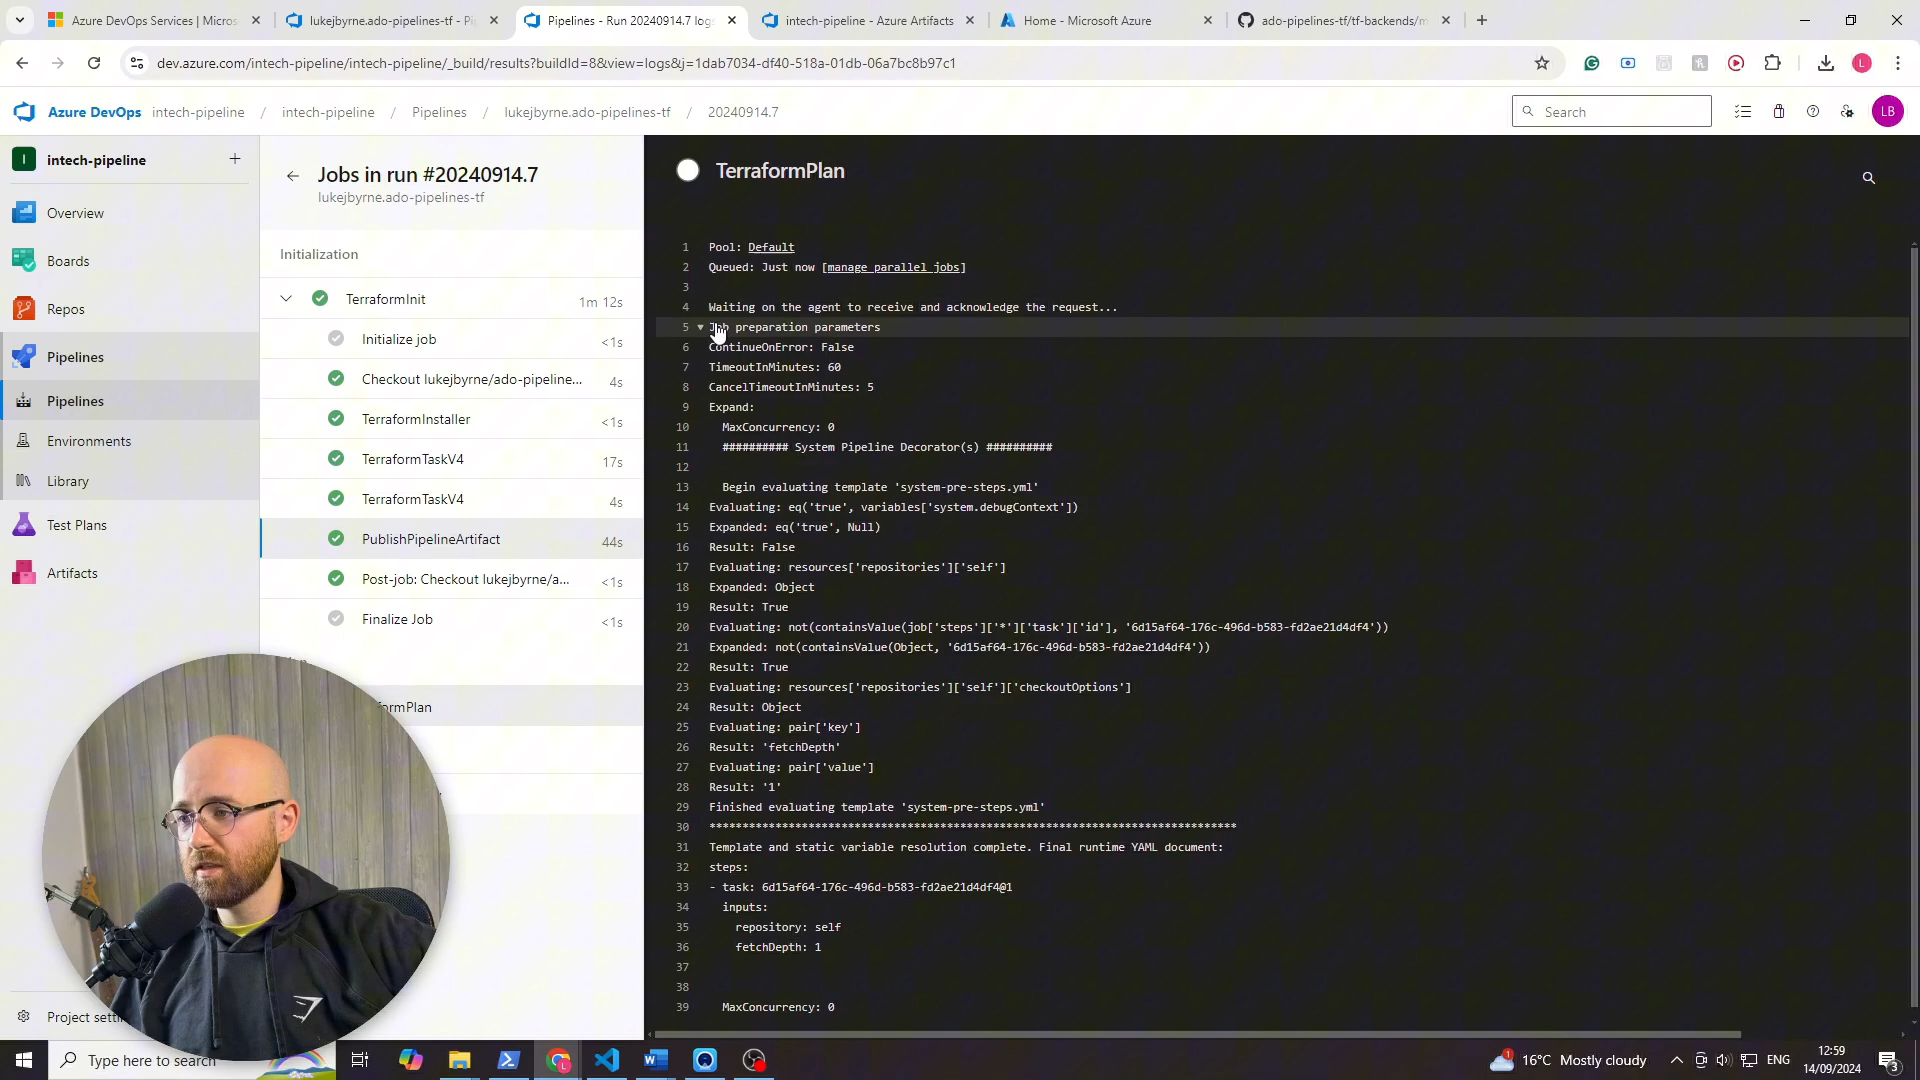 Azure DevOps Services | Micros
lukejbyrne.ado-pipelines-tf - Pip
Pipelines - Run 20240914.7 logs
intech-pipeline - Azure Artifacts
Home - Microsoft Azure
ado-pipelines-tf/tf-backends/m
dev.azure.com/intech-pipeline/intech-pipeline/_build/results?buildId=8&view=logs&j=1dab7034-df40-518a-01db-06a7bc8b97c1
L
Azure DevOps intech-pipeline / intech-pipeline / Pipelines / lukejbyrne.ado-pipelines-tf / 20240914.7
Search
LB
I intech-pipeline
Overview
Boards
Repos
Pipelines
Pipelines
Environments
Library
Test Plans
Artifacts
Project setti
Jobs in run #20240914.7
lukejbyrne.ado-pipelines-tf
Initialization
TerraformInit 1m 12s
Initialize job <1s
Checkout lukejbyrne/ado-pipeline... 4s
TerraformInstaller <1s
TerraformTaskV4 17s
TerraformTaskV4 4s
PublishPipelineArtifact 44s
Post-job: Checkout lukejbyrne/a... <1s
Finalize Job <1s
ormPlan
TerraformPlan
1 Pool: Default
2 Queued: Just now [manage parallel jobs]
3
4 Waiting on the agent to receive and acknowledge the request...
5 Job preparation parameters
6 ContinueOnError: False
7 TimeoutInMinutes: 60
8 CancelTimeoutInMinutes: 5
9 Expand:
10 MaxConcurrency: 0
11 ########## System Pipeline Decorator(s) ##########
12
13 Begin evaluating template 'system-pre-steps.yml'
14 Evaluating: eq('true', variables['system.debugContext'])
15 Expanded: eq('true', Null)
16 Result: False
17 Evaluating: resources['repositories']['self']
18 Expanded: Object
19 Result: True
20 Evaluating: not(containsValue(job['steps']['*']['task']['id'], '6d15af64-176c-496d-b583-fd2ae21d4df4'))
21 Expanded: not(containsValue(Object, '6d15af64-176c-496d-b583-fd2ae21d4df4'))
22 Result: True
23 Evaluating: resources['repositories']['self']['checkoutOptions']
24 Result: Object
25 Evaluating: pair['key']
26 Result: 'fetchDepth'
27 Evaluating: pair['value']
28 Result: '1'
29 Finished evaluating template 'system-pre-steps.yml'
30 ********************************************************************************
31 Template and static variable resolution complete. Final runtime YAML document:
32 steps:
33 - task: 6d15af64-176c-496d-b583-fd2ae21d4df4@1
34 inputs:
35 repository: self
36 fetchDepth: 1
37
38
39 MaxConcurrency: 0
Type here to search
1 16°C Mostly cloudy
ENG
12:59
14/09/2024
3